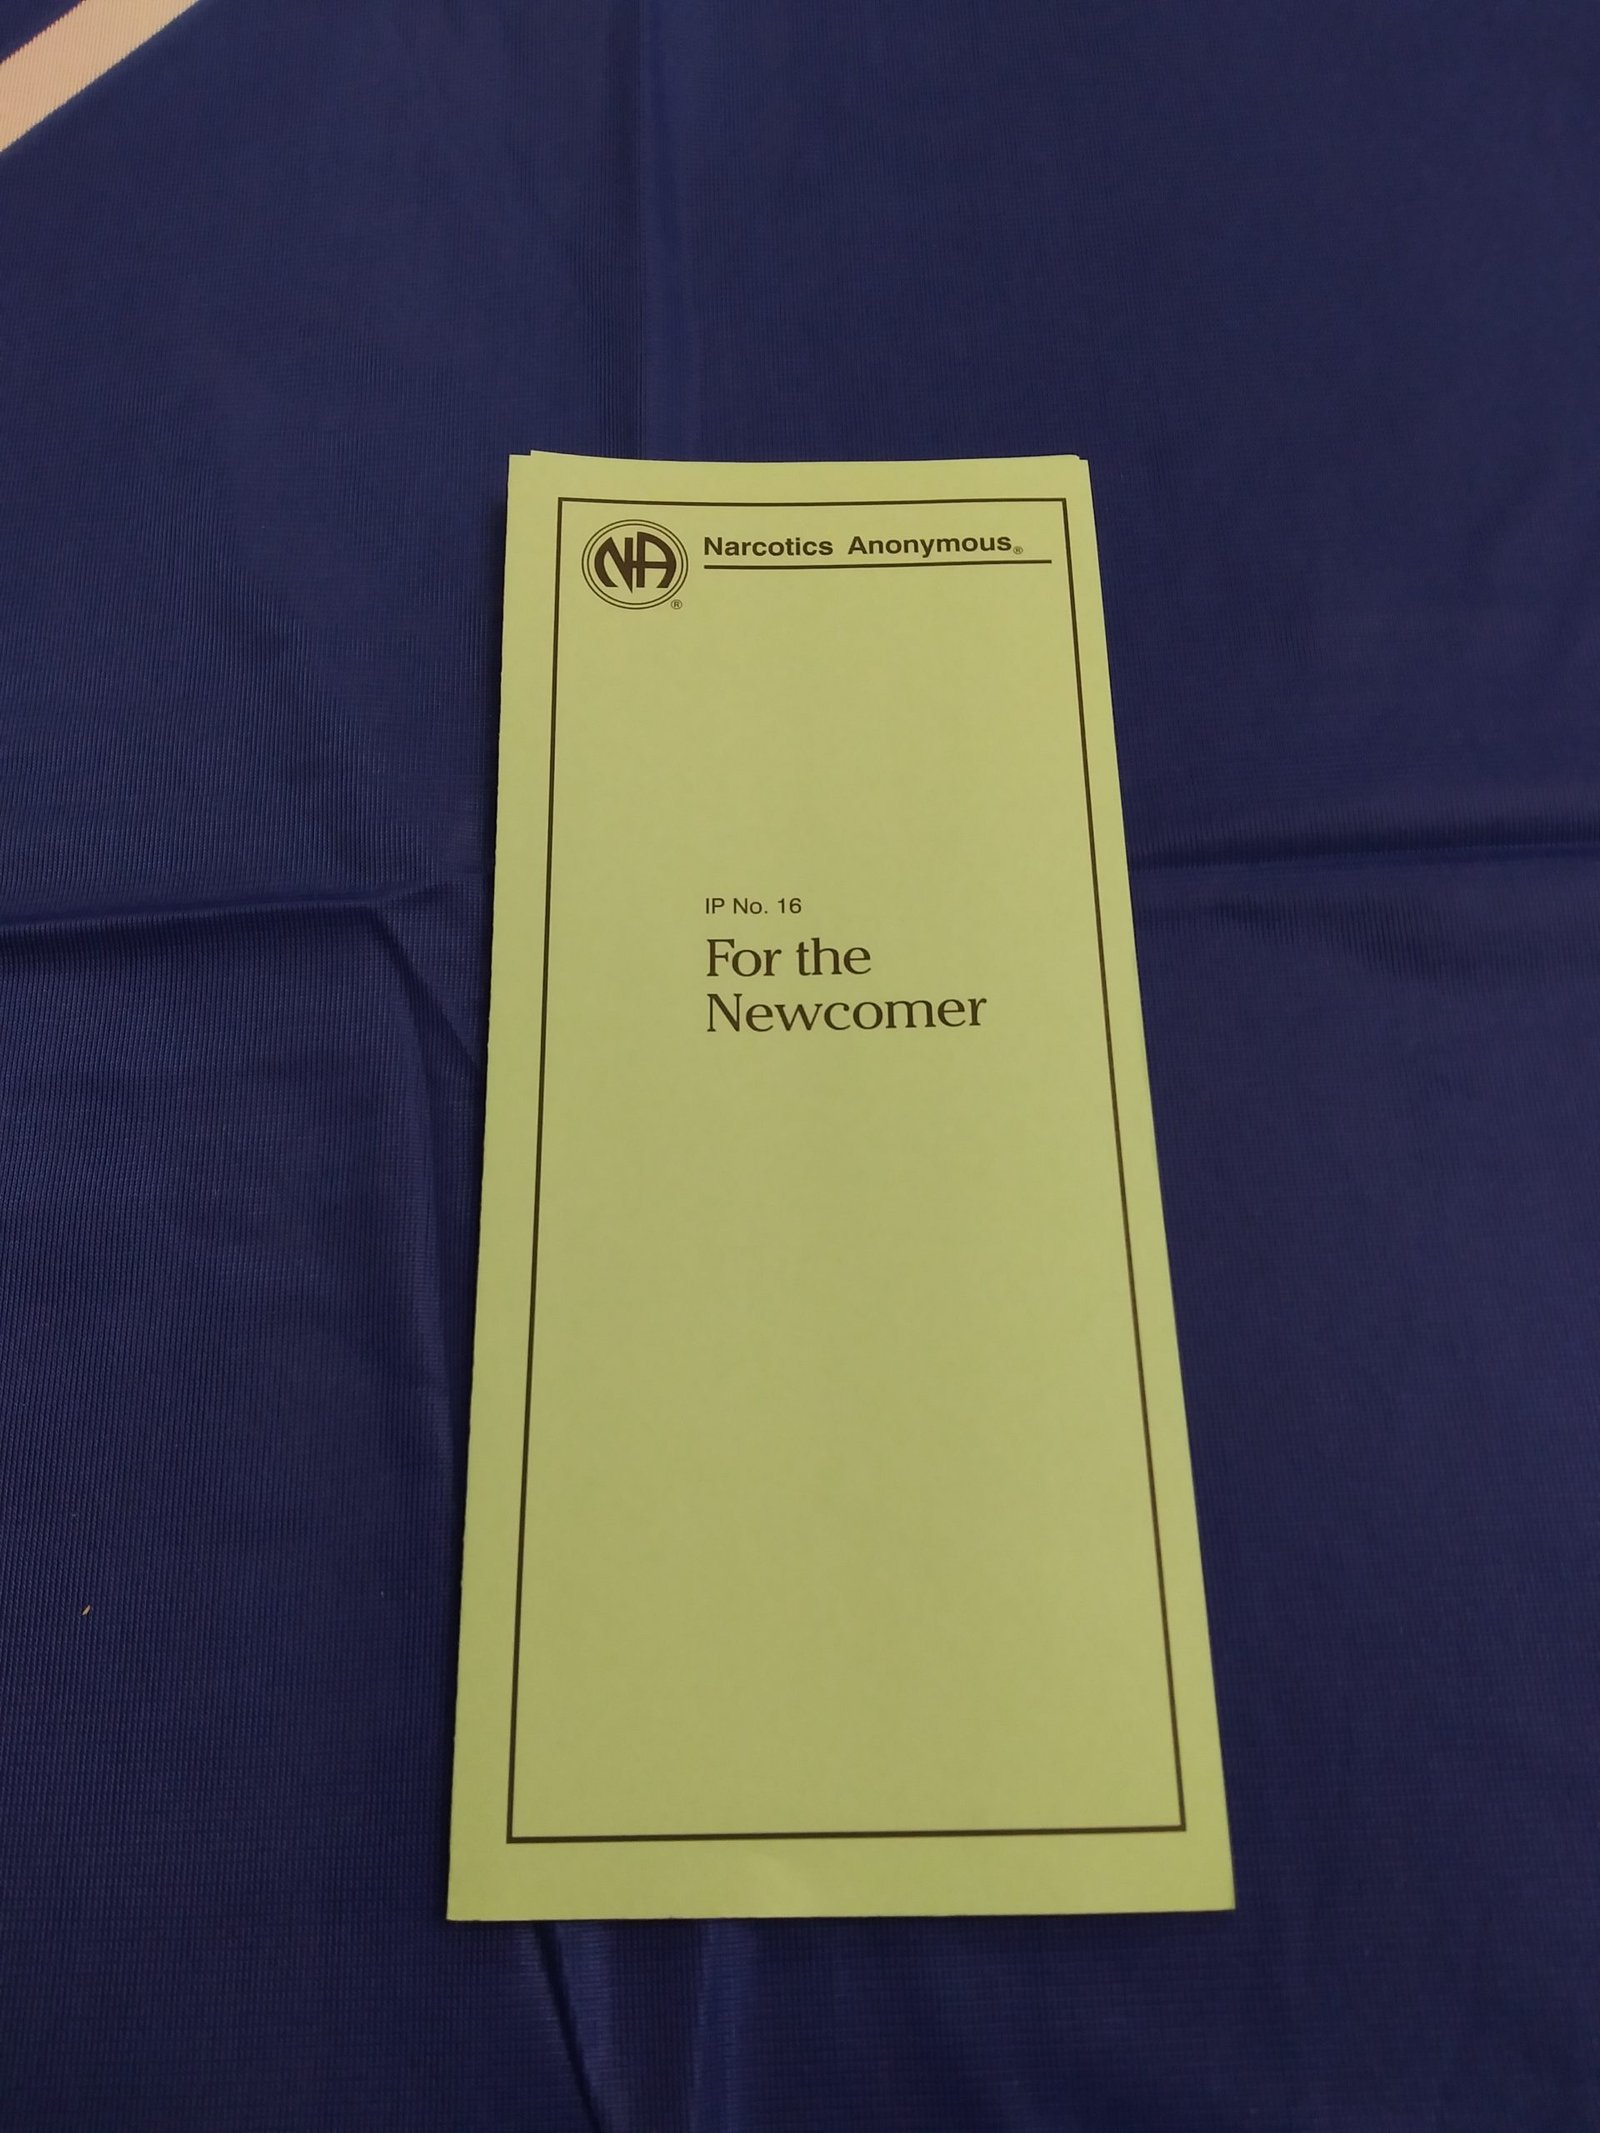 NA
®
Narcotics Anonymous®
IP No. 16
For the
Newcomer